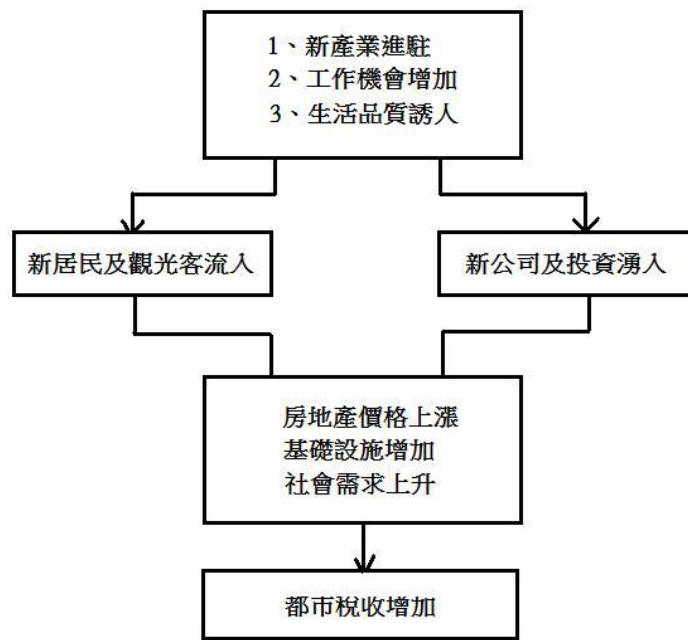 1、新產業進駐
2、工作機會增加
3、生活品質誘人
新居民及觀光客流入
新公司及投資湧入
房地產價格上漲
基礎設施增加
社會需求上升
都市稅收增加